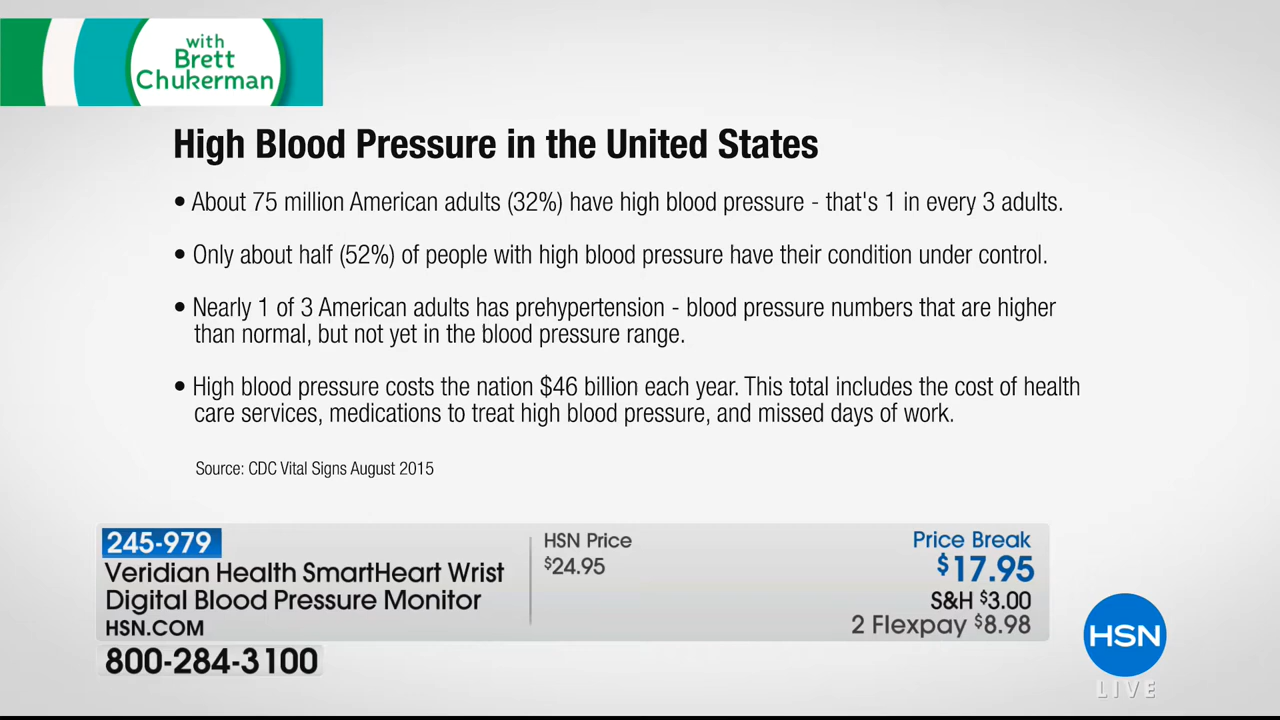 with
Brett
Chukerman
High Blood Pressure in the United States
• About 75 million American adults (32%) have high blood pressure - that's 1 in every 3 adults.
• Only about half (52%) of people with high blood pressure have their condition under control.
• Nearly 1 of 3 American adults has prehypertension - blood pressure numbers that are higher
than normal, but not yet in the blood pressure range.
• High blood pressure costs the nation $46 billion each year. This total includes the cost of health
care services, medications to treat high blood pressure, and missed days of work.
Source: CDC Vital Signs August 2015
245-979
Veridian Health SmartHeart Wrist
Digital Blood Pressure Monitor
HSN.COM
800-284-3100
HSN Price
$24.95
Price Break
$17.95
S&H $3.00
2 Flexpay $8.98
HSN
LIVE